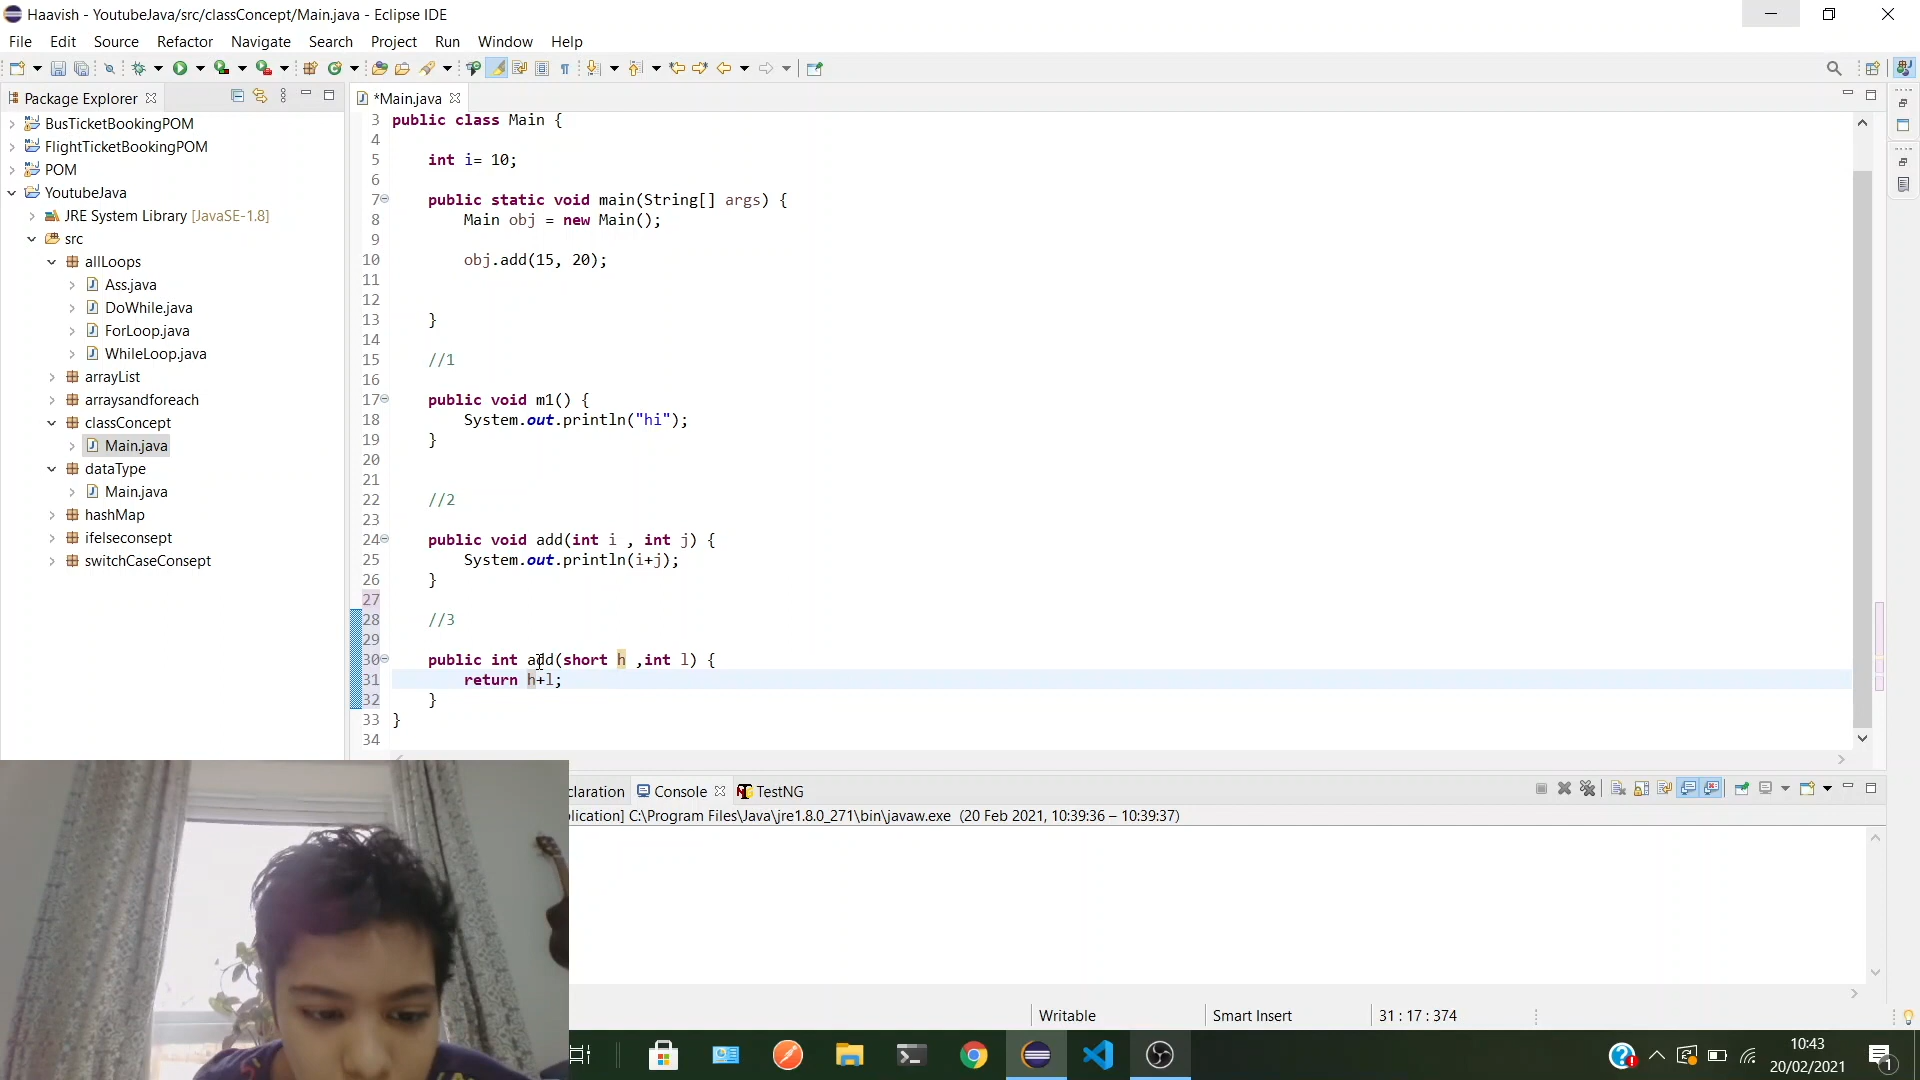 Haavish - YoutubeJava/src/classConcept/Main.java - Eclipse IDE
File Edit Source Refactor Navigate Search Project Run Window Help
Package Explorer
BusTicketBookingPOM
FlightTicketBookingPOM
POM
YoutubeJava
JRE System Library [JavaSE-1.8]
src
allLoops
Ass.java
DoWhile.java
ForLoop.java
WhileLoop.java
arrayList
arraysandforeach
classConcept
Main.java
dataType
Main.java
hashMap
ifelseconsept
switchCaseConsept
*Main.java
3 public class Main {
4
5 int i= 10;
6
7 public static void main(String[] args) {
8 Main obj = new Main();
9
10 obj.add(15, 20);
11
12
13 }
14
15 //1
16
17 public void m1() {
18 System.out.println("hi");
19 }
20
21
22 //2
23
24 public void add(int i , int j) {
25 System.out.println(i+j);
26 }
27
28 //3
29
30 public int add(short h ,int l) {
31 return h+l;
32 }
33 }
34
claration Console TestNG
lication] C:\Program Files\Java\jre1.8.0_271\bin\javaw.exe (20 Feb 2021, 10:39:36 – 10:39:37)
Writable Smart Insert 31 : 17 : 374
10:43
20/02/2021
1